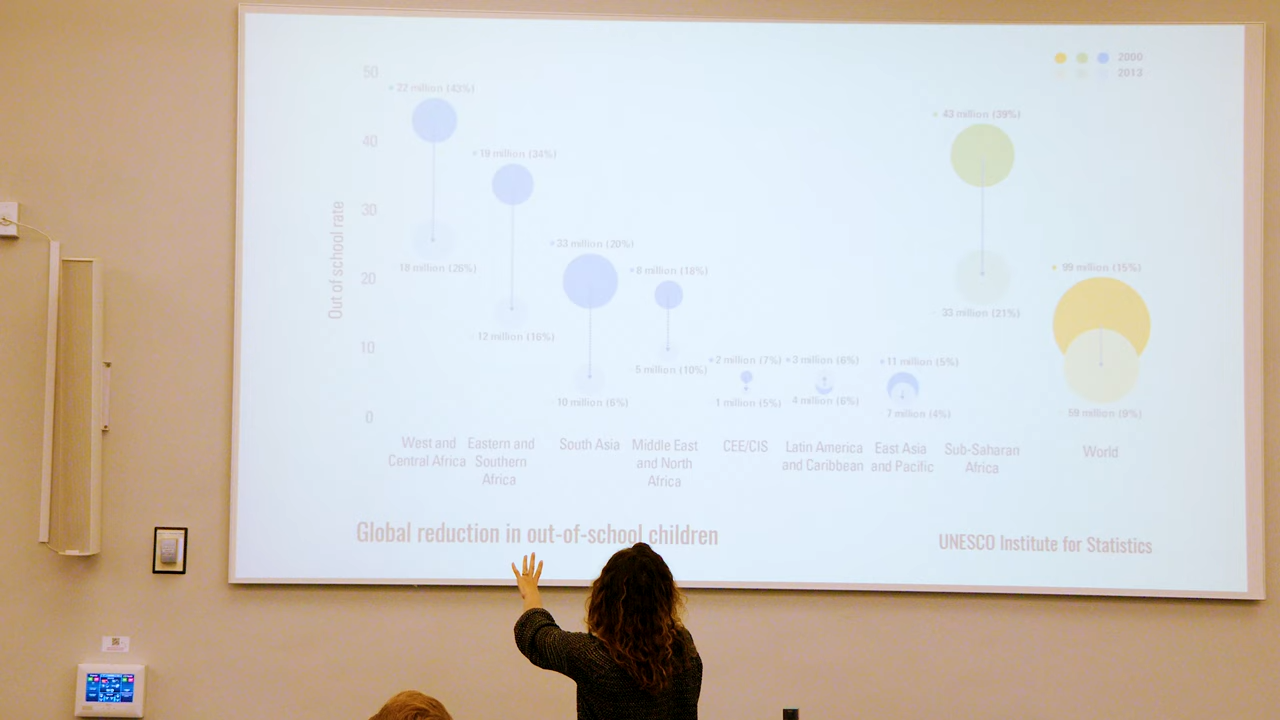 50
40
30
20
10
0
Out of school rate
2000
2013
22 million (43%)
18 million (26%)
19 million (34%)
12 million (16%)
33 million (20%)
10 million (6%)
8 million (18%)
5 million (10%)
2 million (7%)
1 million (5%)
3 million (6%)
4 million (6%)
11 million (5%)
7 milion (4%)
43 million (39%)
33 million (21%)
99 million (15%)
59 million (9%)
West and
Central Africa
Eastern and
Southern
Africa
South Asia
Middle East
and North
Africa
CEE/CIS
Latin America
and Caribbean
East Asia
and Pacific
Sub-Saharan
Africa
World
Global reduction in out-of-school children
UNESCO Institute for Statistics